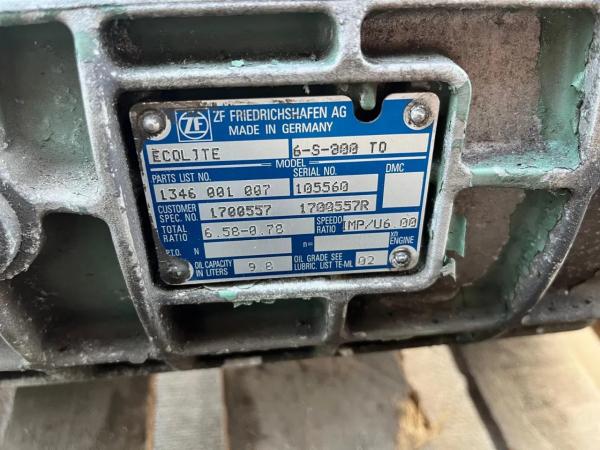 ZF FRIEDRICHSHAFEN AG
MADE IN GERMANY
ECOLITE 6-S-800 TO
MODEL
PARTS LIST NO. SERIAL NO. DMC
1346 001 007 105560
CUSTOMER SPEC. NO. 1700557 1700557R
TOTAL RATIO 6.58-0.78 SPEEDO RATIO IMP/U6.00
P.T.O. N n= xn ENGINE
OIL CAPACITY IN LITERS 9.8 OIL GRADE SEE LUBRIC. LIST TE-ML 02